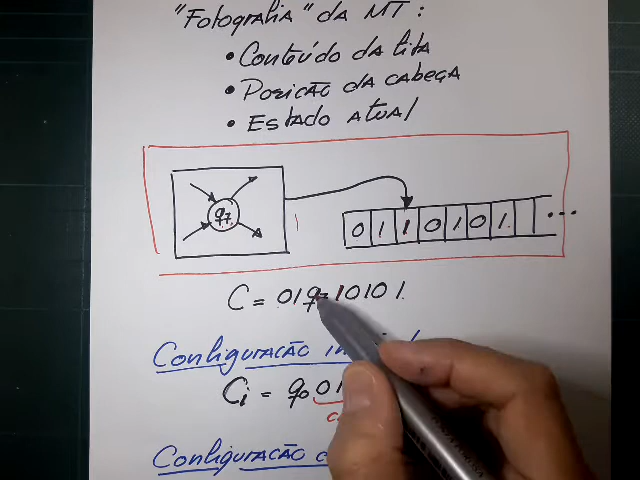 "Fotografia" da MT:
• Conteúdo da fita
• Posição da cabeça
• Estado atual
q7
0 1 1 0 1 0 1 ...
C = 01q710101
Configuração
Ci = q0 01
Configuração